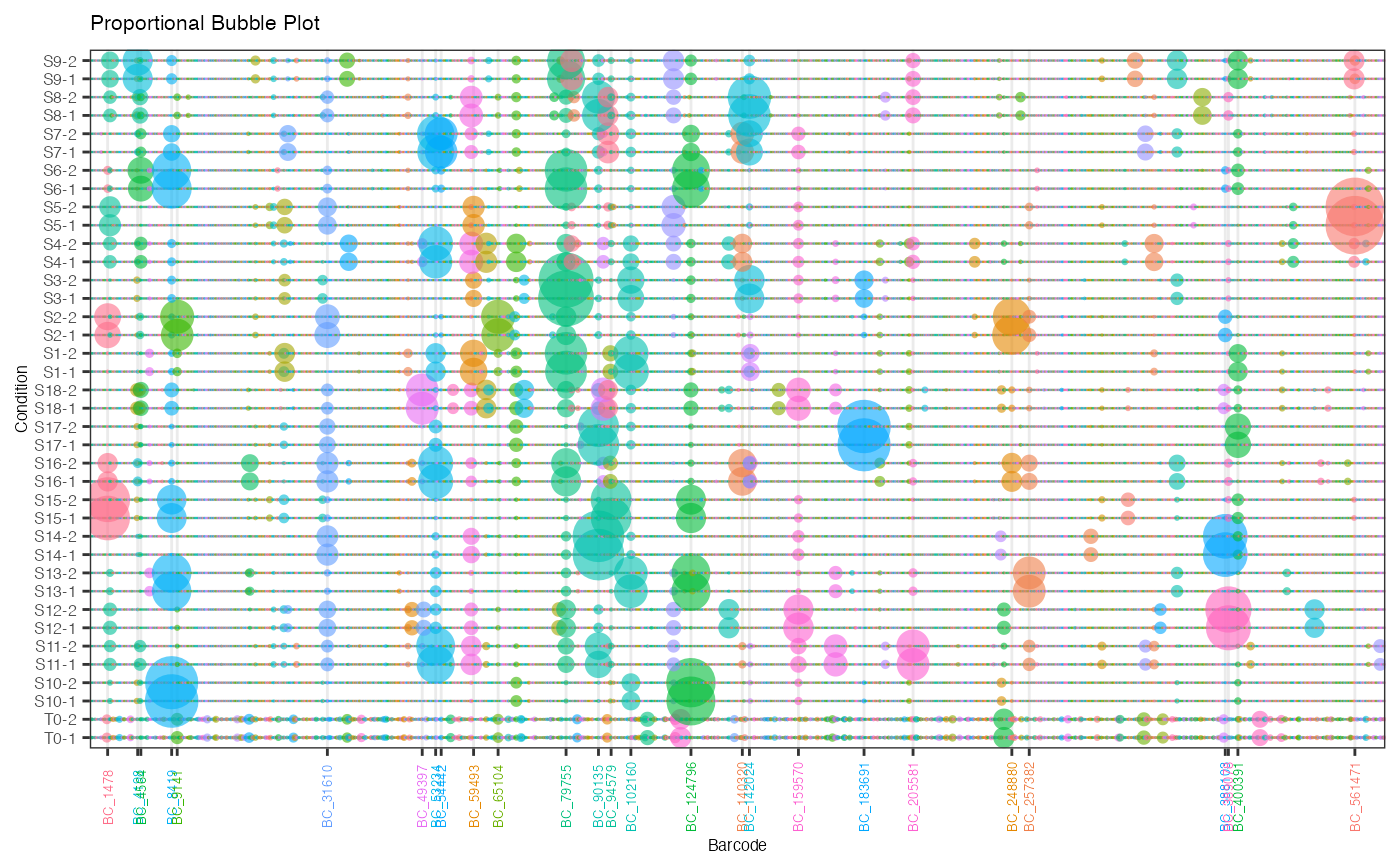 Proportional Bubble Plot
Condition
S9-2
S9-1
S8-2
S8-1
S7-2
S7-1
S6-2
S6-1
S5-2
S5-1
S4-2
S4-1
S3-2
S3-1
S2-2
S2-1
S1-2
S1-1
S18-2
S18-1
S17-2
S17-1
S16-2
S16-1
S15-2
S15-1
S14-2
S14-1
S13-2
S13-1
S12-2
S12-1
S11-2
S11-1
S10-2
S10-1
T0-2
T0-1
BC_1478
BC_9141
BC_31610
BC_49397
BC_59493
BC_65104
BC_79755
BC_90135
BC_94579
BC_102160
BC_124796
BC_142024
BC_159570
BC_183691
BC_205581
BC_248880
BC_257382
BC_400391
BC_561471
Barcode